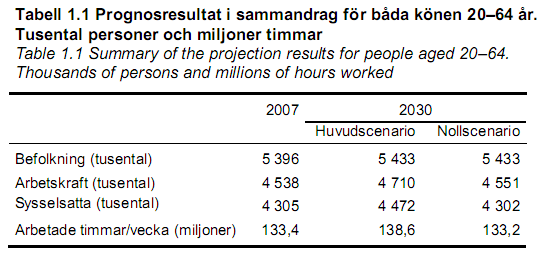 Tabell 1.1 Prognosresultat i sammandrag för båda könen 20–64 år.
Tusental personer och miljoner timmar
Table 1.1 Summary of the projection results for people aged 20–64.
Thousands of persons and millions of hours worked
2007 2030
Huvudscenario Nollscenario
Befolkning (tusental) 5 396 5 433 5 433
Arbetskraft (tusental) 4 538 4 710 4 551
Sysselsatta (tusental) 4 305 4 472 4 302
Arbetade timmar/vecka (miljoner) 133,4 138,6 133,2